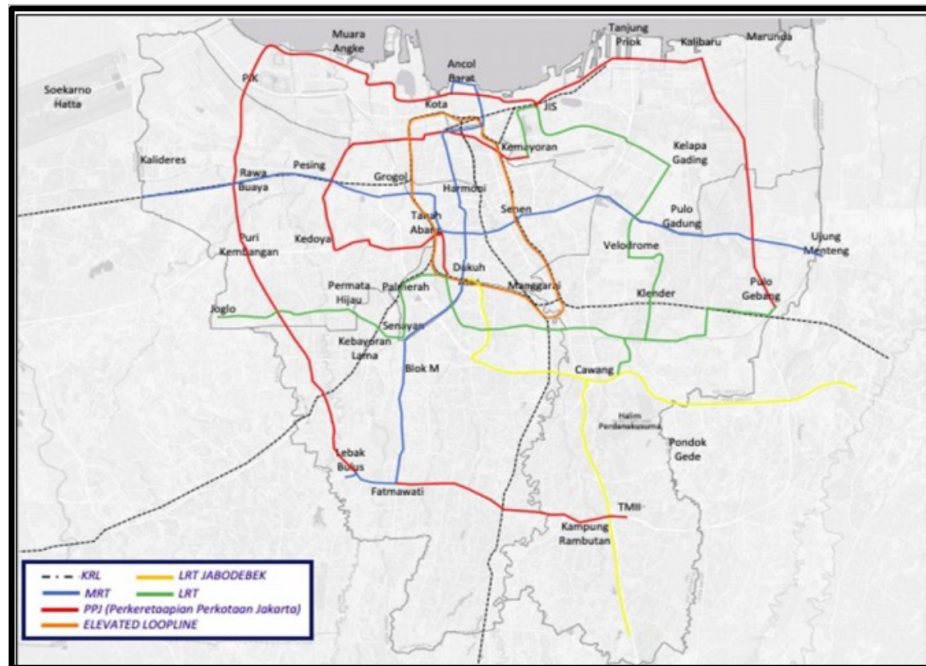 Muara
Angke
Tanjung
Priok
Kalibaru
Marunda
Ancol
Barat
Soekarno
Hatta
PIK
Kota
JIS
Kemayoran
Kelapa
Gading
Kalideres
Pesing
Rawa
Buaya
Grogol
Harmoni
Tanah
Abang
Senen
Pulo
Gadung
Puri
Kembangan
Kedoya
Velodrome
Ujung
Menteng
Dukuh
Permata
Hijau
Palmerah
Manggarai
Klender
Pulo
Gebang
Joglo
Senayan
Kebayoran
Lama
Blok M
Cawang
Halim
Perdanakusuma
Pondok
Gede
Lebak
Bulus
Fatmawati
TMII
Kampung
Rambutan
KRL
LRT JABODEBEK
MRT
LRT
PPJ (Perkeretaapian Perkotaan Jakarta)
ELEVATED LOOPLINE